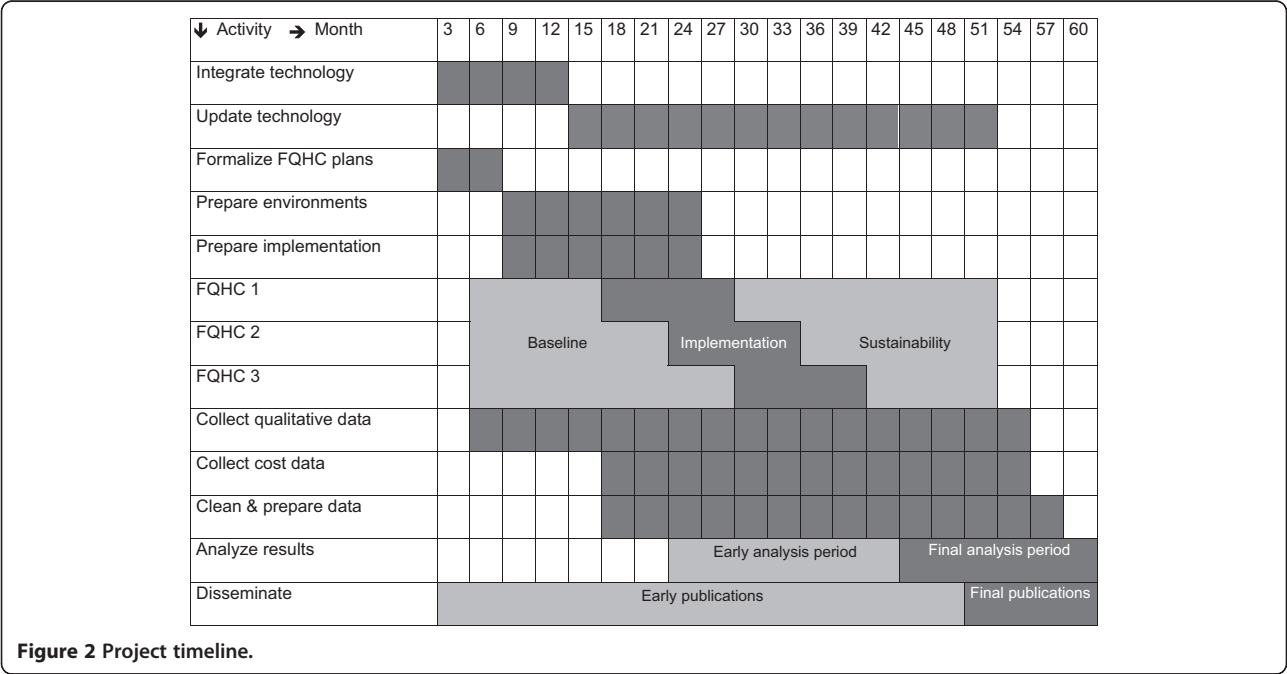 ↓ Activity → Month 3 6 9 12 15 18 21 24 27 30 33 36 39 42 45 48 51 54 57 60
Integrate technology
Update technology
Formalize FQHC plans
Prepare environments
Prepare implementation
FQHC 1
FQHC 2
Baseline Implementation Sustainability
FQHC 3
Collect qualitative data
Collect cost data
Clean & prepare data
Analyze results Early analysis period Final analysis period
Disseminate Early publications Final publications
Figure 2 Project timeline.